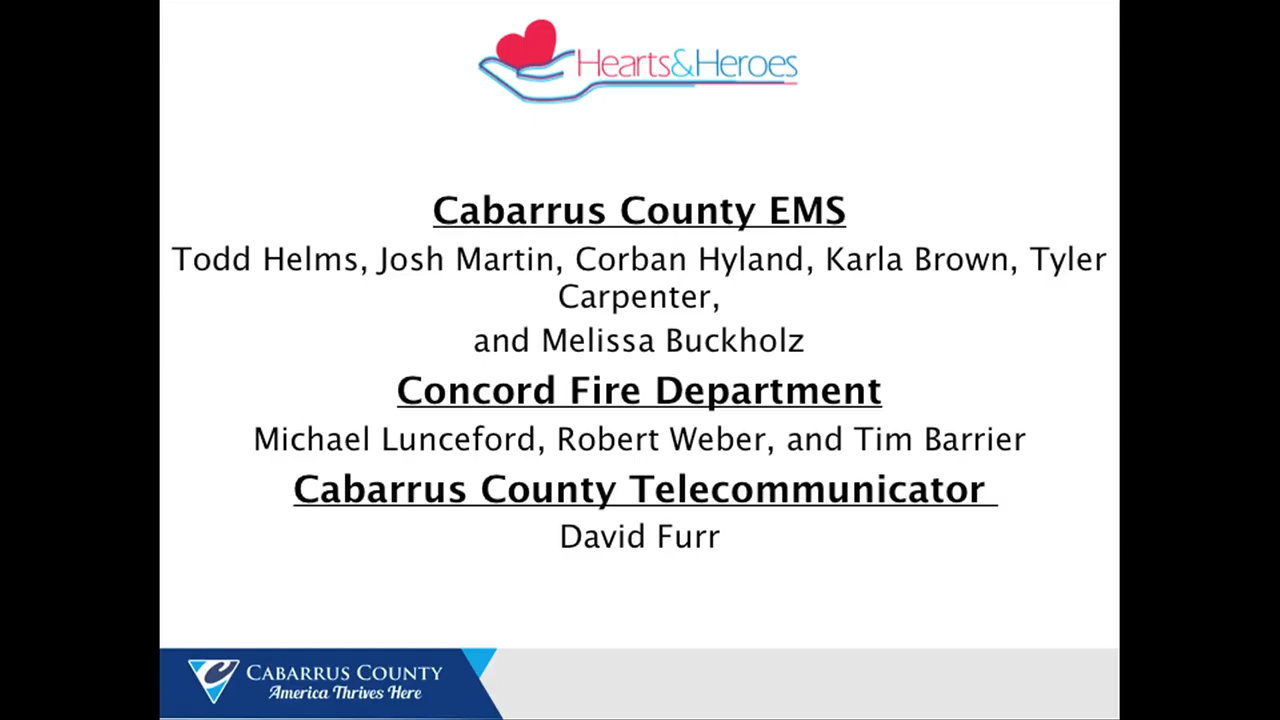 Hearts&Heroes
Cabarrus County EMS
Todd Helms, Josh Martin, Corban Hyland, Karla Brown, Tyler
Carpenter,
and Melissa Buckholz
Concord Fire Department
Michael Lunceford, Robert Weber, and Tim Barrier
Cabarrus County Telecommunicator
David Furr
CABARRUS COUNTY
America Thrives Here